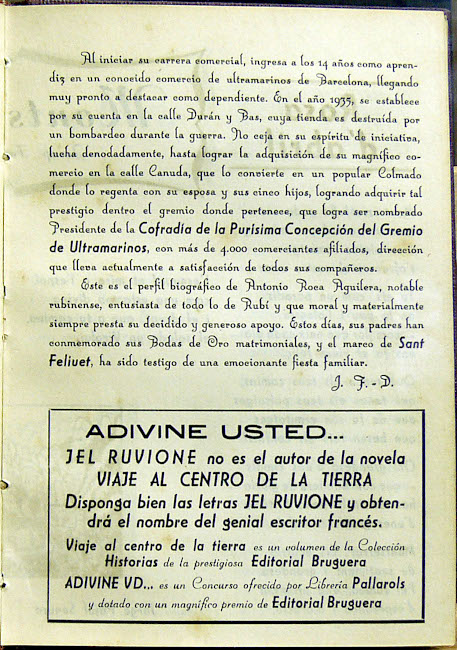 Al iniciar su carrera comercial, ingresa a los 14 años como apren-
diz en un conocido comercio de ultramarinos de Barcelona, llegando
muy pronto a destacar como dependiente. En el año 1935, se establece
por su cuenta en la calle Durán y Bas, cuya tienda es destruída por
un bombardeo durante la guerra. No ceja en su espíritu de iniciativa,
lucha denodadamente, hasta lograr la adquisición de su magnífico co-
mercio en la calle Canuda, que lo convierte en un popular Colmado
donde lo regenta con su esposa y sus cinco hijos, logrando adquirir tal
prestigio dentro el gremio donde pertenece, que logra ser nombrado
Presidente de la Cofradía de la Purísima Concepción del Gremio
de Ultramarinos, con más de 4.000 comerciantes afiliados, dirección
que lleva actualmente a satisfacción de todos sus compañeros.
Este es el perfil biográfico de Antonio Roca Aguilera, notable
rubinense, entusiasta de todo lo de Rubí y que moral y materialmente
siempre presta su decidido y generoso apoyo. Estos días, sus padres han
conmemorado sus Bodas de Oro matrimoniales, y el marco de Sant
Feliuet, ha sido testigo de una emocionante fiesta familiar.
J. F.-D.
ADIVINE USTED...
JEL RUVIONE no es el autor de la novela
VIAJE AL CENTRO DE LA TIERRA
Disponga bien las letras JEL RUVIONE y obten-
drá el nombre del genial escritor francés.
Viaje al centro de la tierra es un volumen de la Colección
Historias de la prestigiosa Editorial Bruguera
ADIVINE VD... es un Concurso ofrecido por Librería Pallarols
y dotado con un magnífico premio de Editorial Bruguera